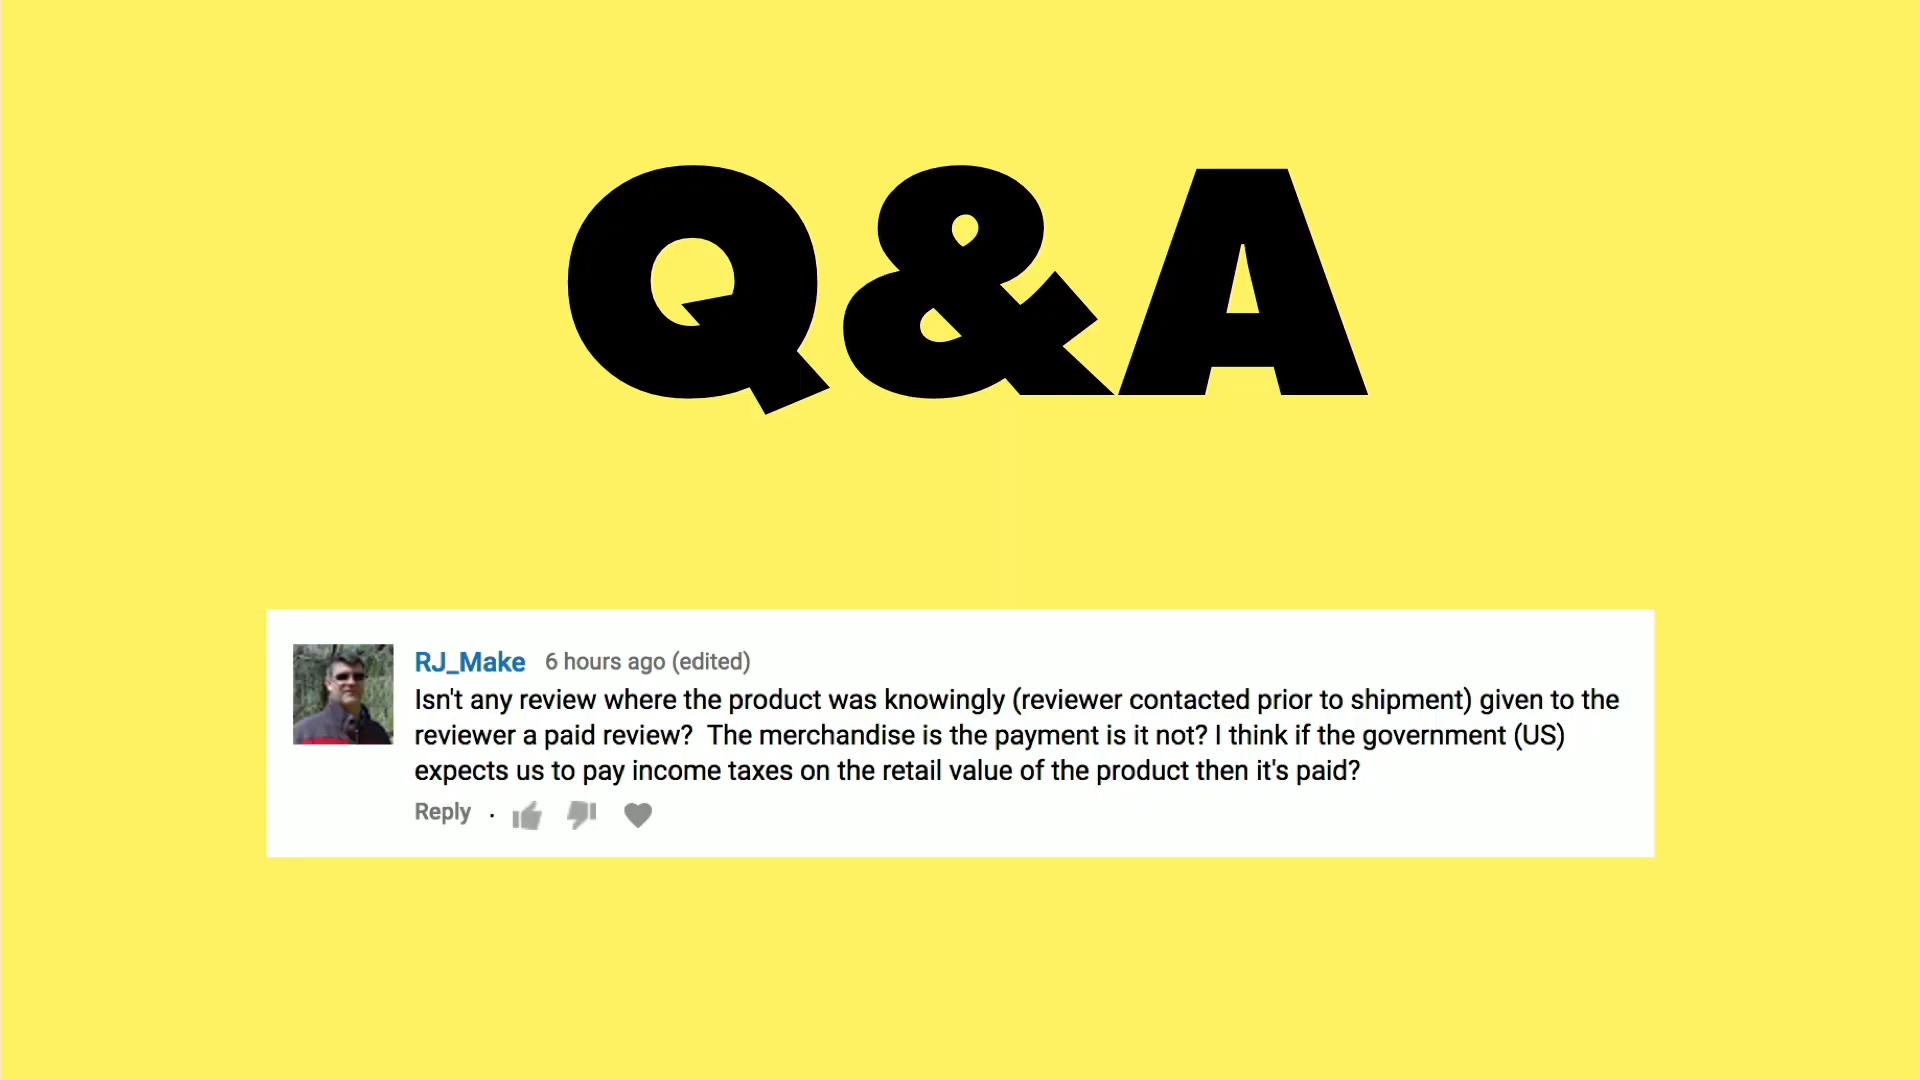 Q&A
RJ_Make 6 hours ago (edited)
Isn't any review where the product was knowingly (reviewer contacted prior to shipment) given to the
reviewer a paid review?  The merchandise is the payment is it not? I think if the government (US)
expects us to pay income taxes on the retail value of the product then it's paid?
Reply